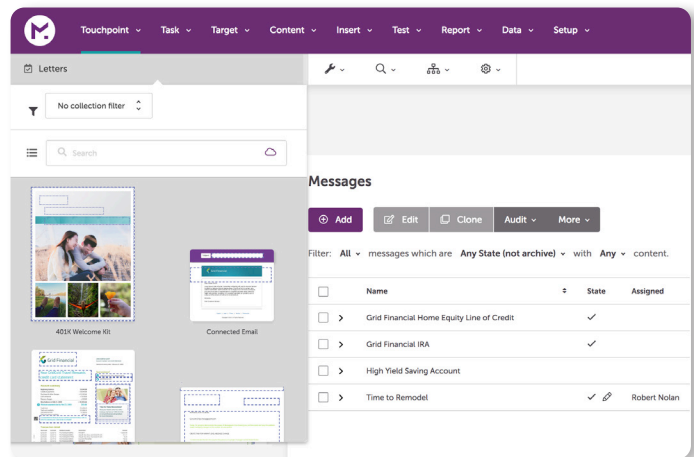 M
Touchpoint Task Target Content Insert Test Report Data Setup
Letters
No collection filter
Search
401K Welcome Kit
Connected Email
Grid Financial
Grid Financial
Messages
Add Edit Clone Audit More
Filter: All messages which are Any State (not archive) with Any content.
Name State Assigned
Grid Financial Home Equity Line of Credit
Grid Financial IRA
High Yield Saving Account
Time to Remodel Robert Nolan